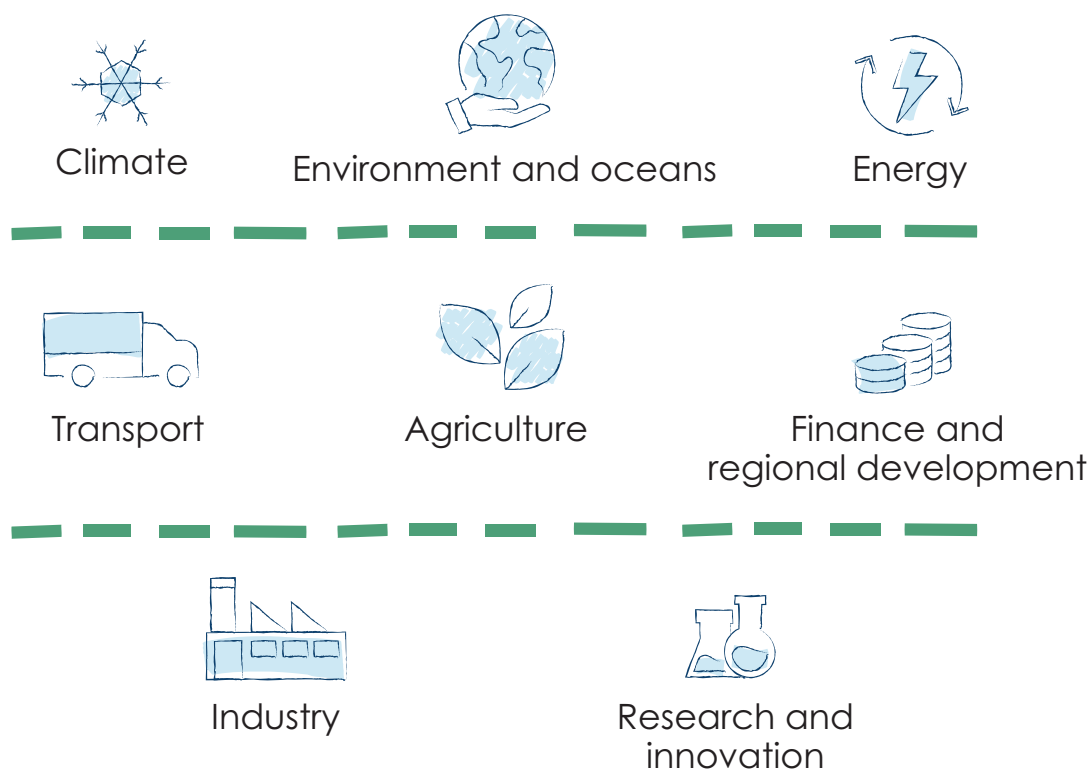 Climate
Environment and oceans
Energy
Transport
Agriculture
Finance and
regional development
Industry
Research and
innovation